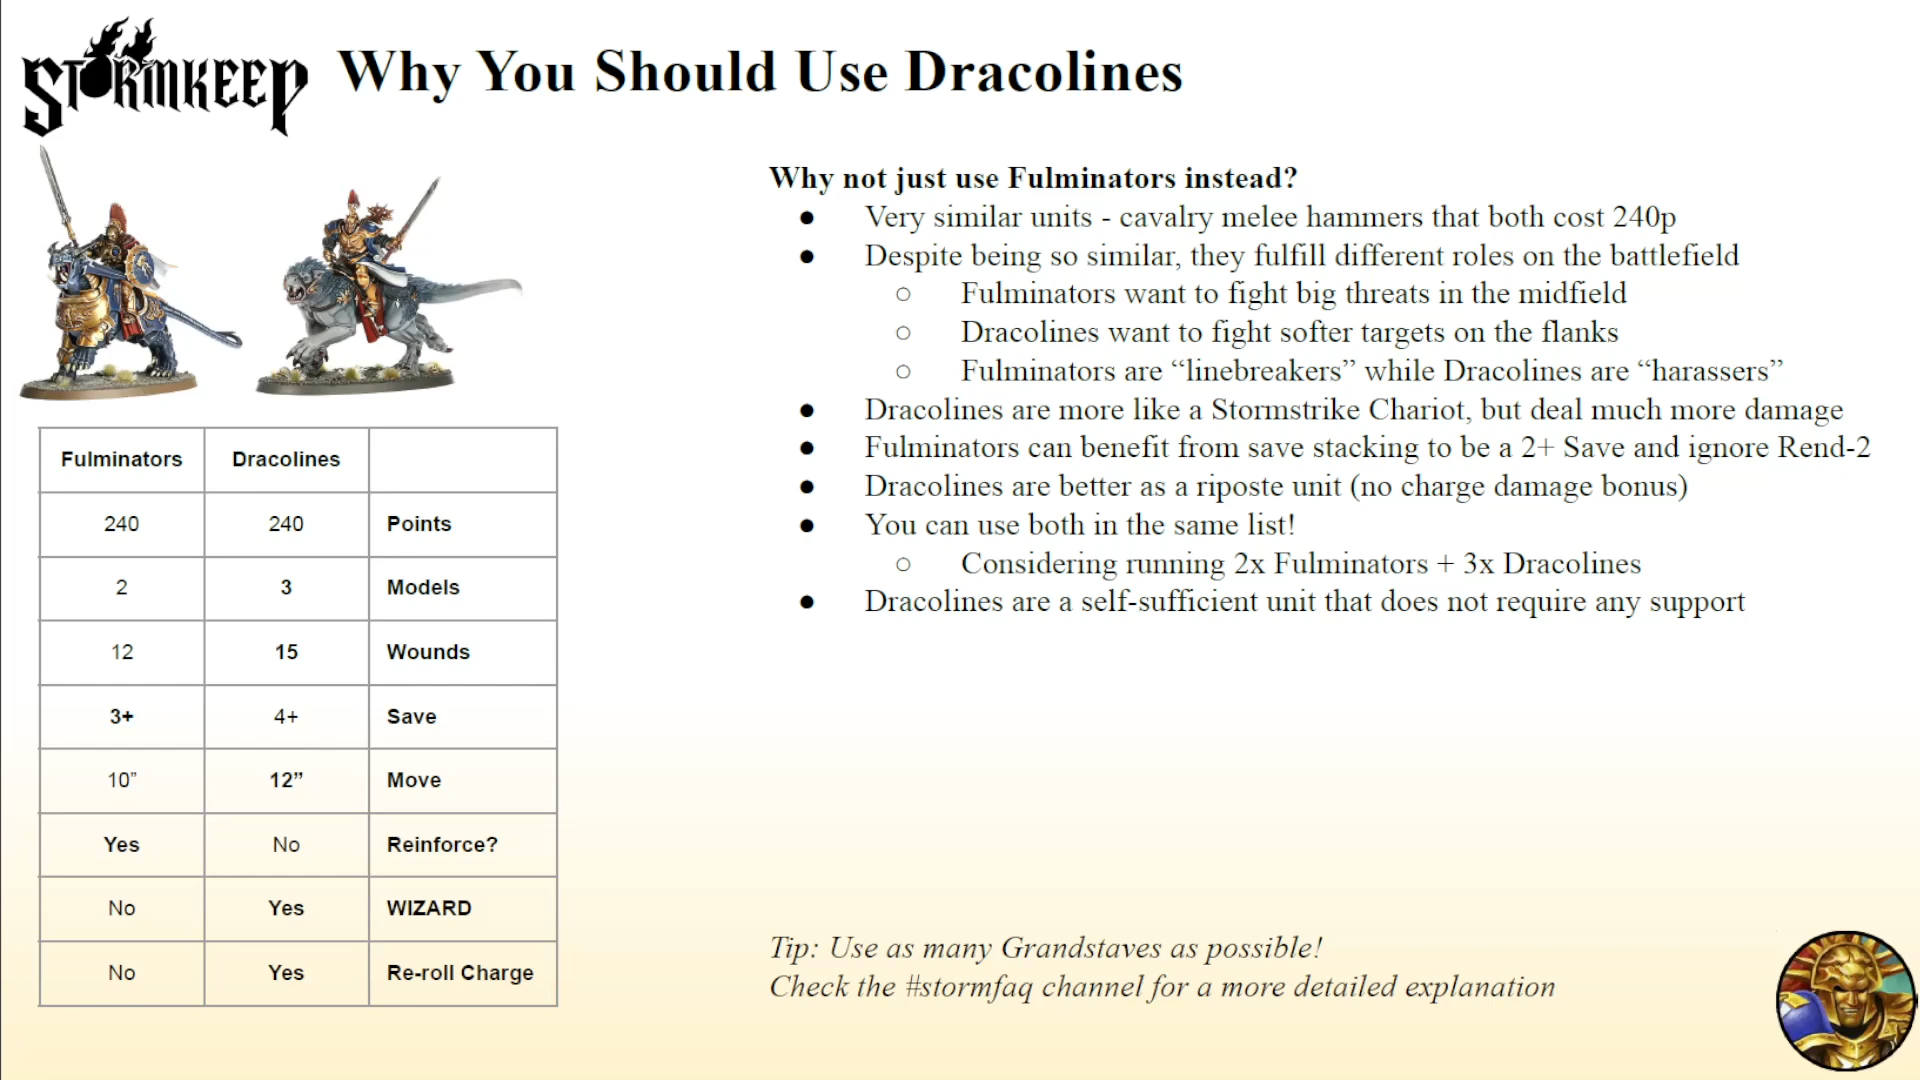 STORMKEEP
Why You Should Use Dracolines
Why not just use Fulminators instead?
● Very similar units - cavalry melee hammers that both cost 240p
● Despite being so similar, they fulfill different roles on the battlefield
○ Fulminators want to fight big threats in the midfield
○ Dracolines want to fight softer targets on the flanks
○ Fulminators are “linebreakers” while Dracolines are “harassers”
● Dracolines are more like a Stormstrike Chariot, but deal much more damage
● Fulminators can benefit from save stacking to be a 2+ Save and ignore Rend-2
● Dracolines are better as a riposte unit (no charge damage bonus)
● You can use both in the same list!
○ Considering running 2x Fulminators + 3x Dracolines
● Dracolines are a self-sufficient unit that does not require any support
Fulminators Dracolines
240 240 Points
2 3 Models
12 15 Wounds
3+ 4+ Save
10” 12” Move
Yes No Reinforce?
No Yes WIZARD
No Yes Re-roll Charge
Tip: Use as many Grandstaves as possible!
Check the #stormfaq channel for a more detailed explanation